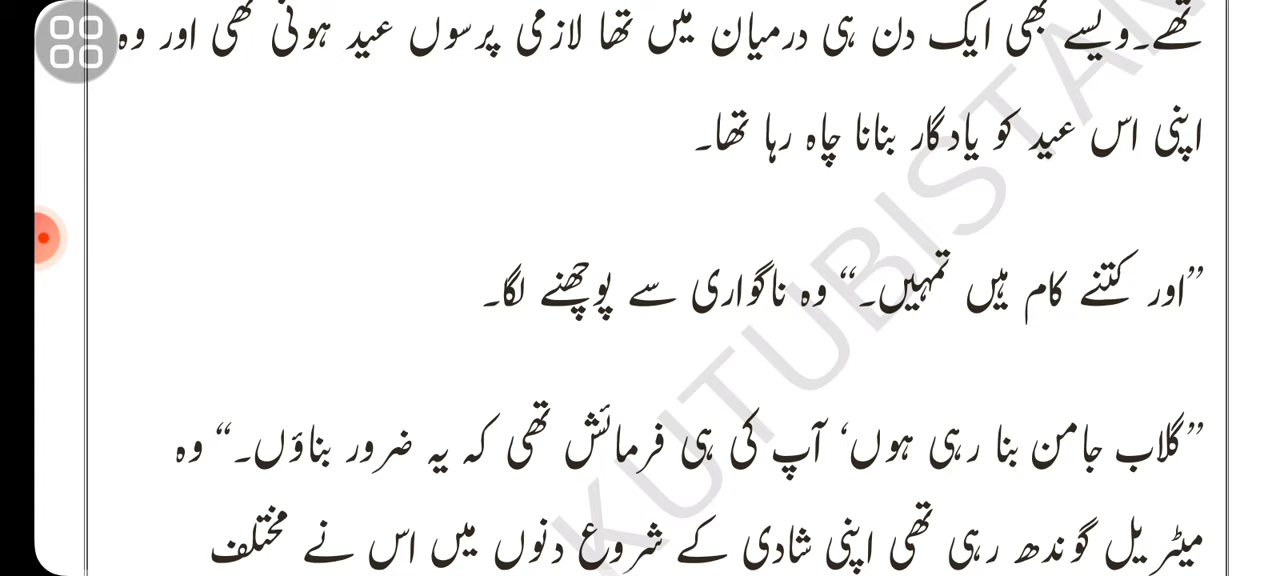 تھے۔ویسے بھی ایک دن ہی درمیان میں تھا لازمی پرسوں عید ہونی تھی اور وہ
اپنی اس عید کو یادگار بنانا چاہ رہا تھا۔
”اور کتنے کام ہیں تمہیں۔“ وہ ناگواری سے پوچھنے لگا۔
”گلاب جامن بنا رہی ہوں‘ آپ کی ہی فرمائش تھی کہ یہ ضرور بناؤں۔“ وہ
میٹریل گوندھ رہی تھی اپنی شادی کے شروع دنوں میں اس نے مختلف
KUTUBISTAN